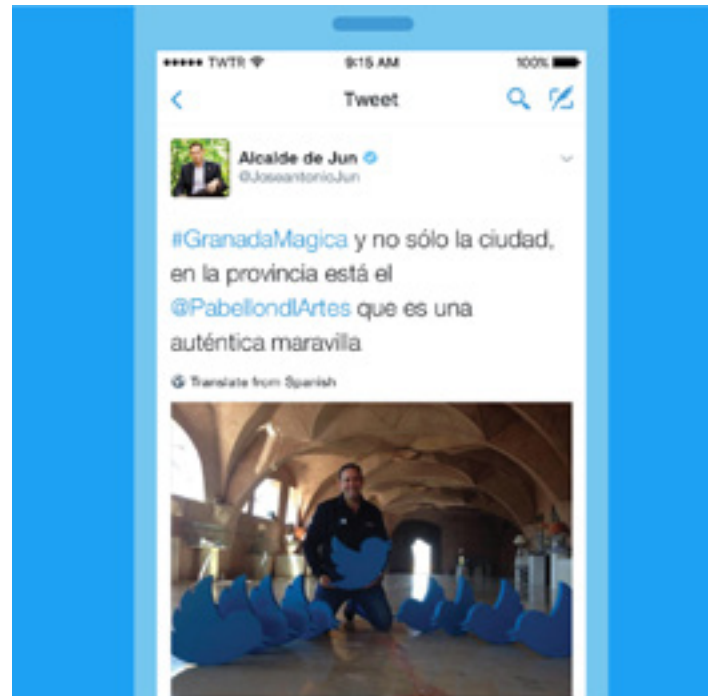 TWTR 9:15 AM 100%
Tweet
Alcalde de Jun
@JoseantonioJun
#GranadaMagica y no sólo la ciudad,
en la provincia está el
@PabellondlArtes que es una
auténtica maravilla
Translate from Spanish